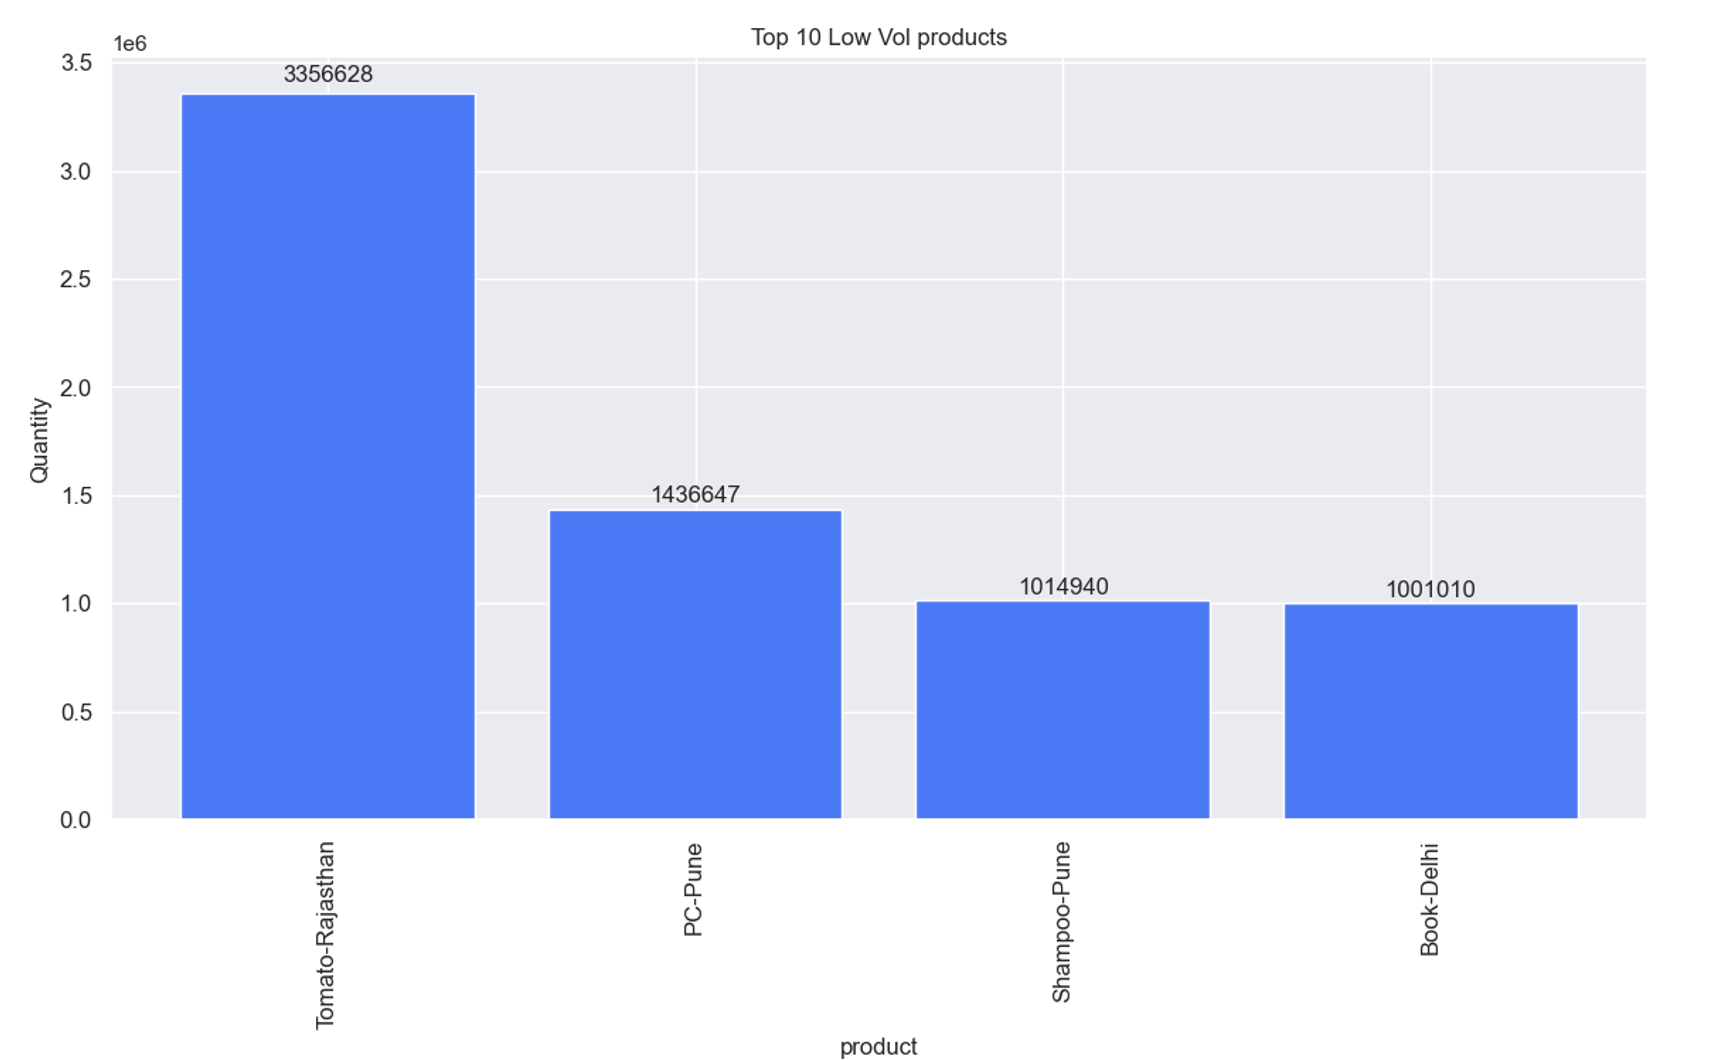 Top 10 Low Vol products
1e6
3.5
3.0
2.5
2.0
1.5
1.0
0.5
0.0
Quantity
3356628
1436647
1014940
1001010
Tomato-Rajasthan
PC-Pune
Shampoo-Pune
Book-Delhi
product